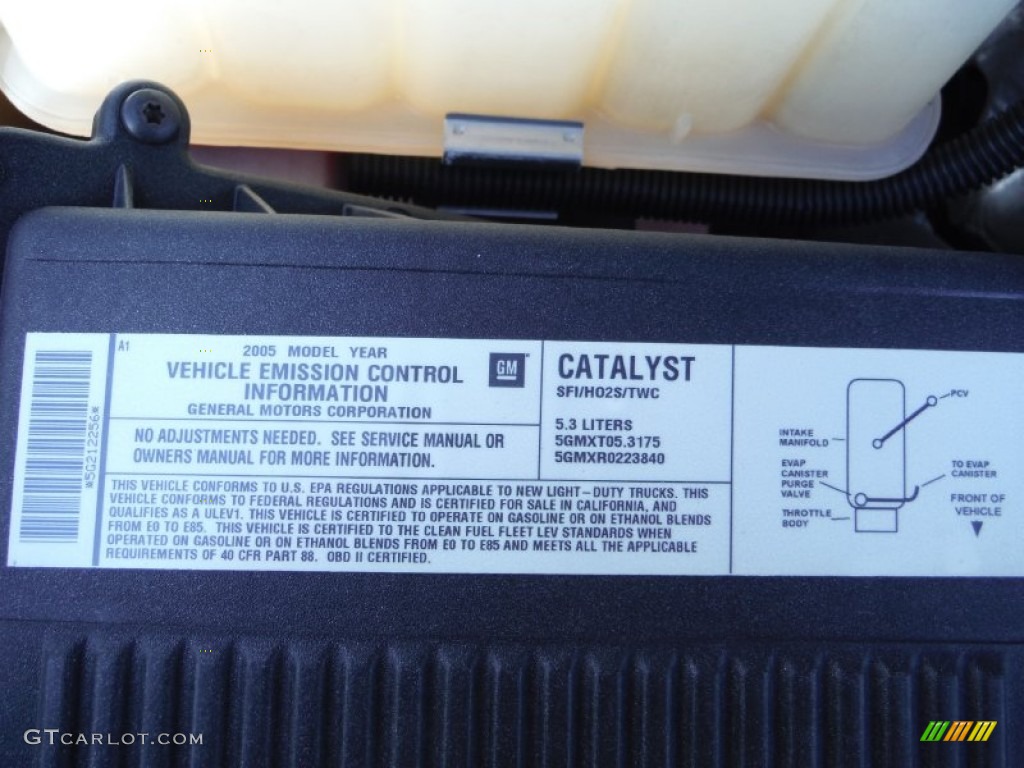 A1
2005 MODEL YEAR
VEHICLE EMISSION CONTROL
INFORMATION
GENERAL MOTORS CORPORATION
GM
NO ADJUSTMENTS NEEDED. SEE SERVICE MANUAL OR
OWNERS MANUAL FOR MORE INFORMATION.
CATALYST
SFI/HO2S/TWC
5.3 LITERS
5GMXT05.3175
5GMXR0223840
THIS VEHICLE CONFORMS TO U.S. EPA REGULATIONS APPLICABLE TO NEW LIGHT-DUTY TRUCKS. THIS
VEHICLE CONFORMS TO FEDERAL REGULATIONS AND IS CERTIFIED FOR SALE IN CALIFORNIA, AND
QUALIFIES AS A ULEV1. THIS VEHICLE IS CERTIFIED TO OPERATE ON GASOLINE OR ON ETHANOL BLENDS
FROM E0 TO E85. THIS VEHICLE IS CERTIFIED TO THE CLEAN FUEL FLEET LEV STANDARDS WHEN
OPERATED ON GASOLINE OR ON ETHANOL BLENDS FROM E0 TO E85 AND MEETS ALL THE APPLICABLE
REQUIREMENTS OF 40 CFR PART 88. OBD II CERTIFIED.
*5G212256*
PCV
INTAKE
MANIFOLD
EVAP
CANISTER
PURGE
VALVE
THROTTLE
BODY
TO EVAP
CANISTER
FRONT OF
VEHICLE
GTCARLOT.COM